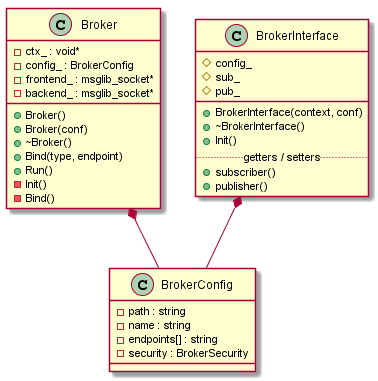 C Broker
ctx_ : void*
config_ : BrokerConfig
frontend_ : msglib_socket*
backend_ : msglib_socket*
Broker()
Broker(conf)
~Broker()
Bind(type, endpoint)
Run()
Init()
Bind()
C BrokerInterface
config_
sub_
pub_
BrokerInterface(context, conf)
~BrokerInterface()
Init()
getters / setters
subscriber()
publisher()
C BrokerConfig
path : string
name : string
endpoints[] : string
security : BrokerSecurity